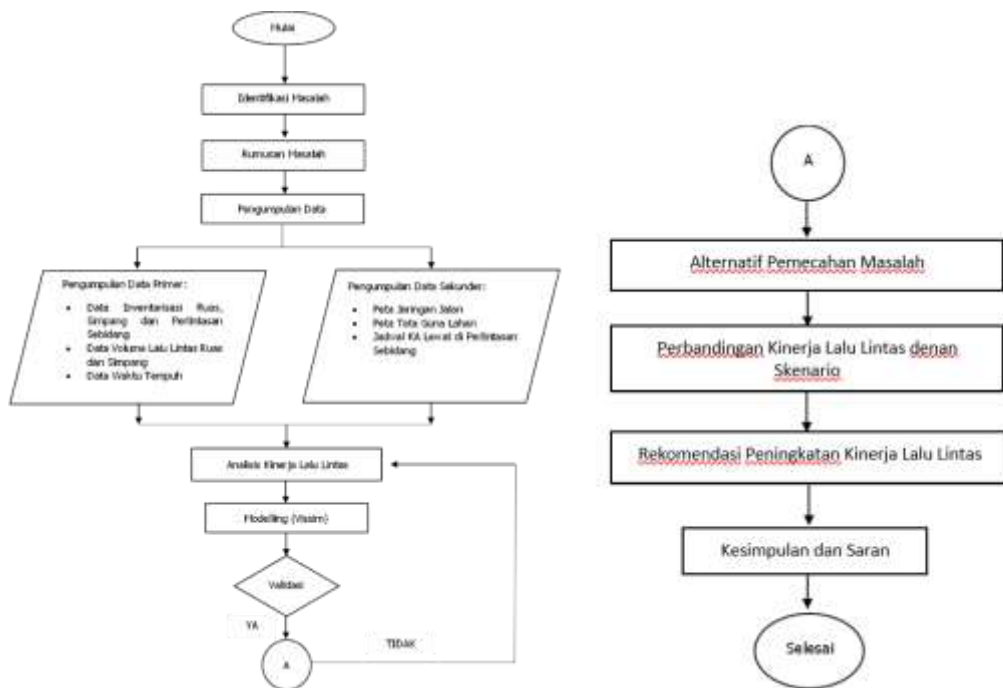 Mulai
Identifikasi Masalah
Rumusan Masalah
Pengumpulan Data
Pengumpulan Data Primer:
• Data Inventarisasi Ruas,
Simpang dan Perlintasan
Sebidang
• Data Volume Lalu Lintas Ruas
dan Simpang
• Data Waktu Tempuh
Pengumpulan Data Sekunder:
• Peta Jaringan Jalan
• Peta Tata Guna Lahan
• Jadwal KA Lewat di Perlintasan
Sebidang
Analisis Kinerja Lalu Lintas
Modelling (Vissim)
Validasi
YA
TIDAK
A
A
Alternatif Pemecahan Masalah
Perbandingan Kinerja Lalu Lintas denan
Skenario
Rekomendasi Peningkatan Kinerja Lalu Lintas
Kesimpulan dan Saran
Selesai